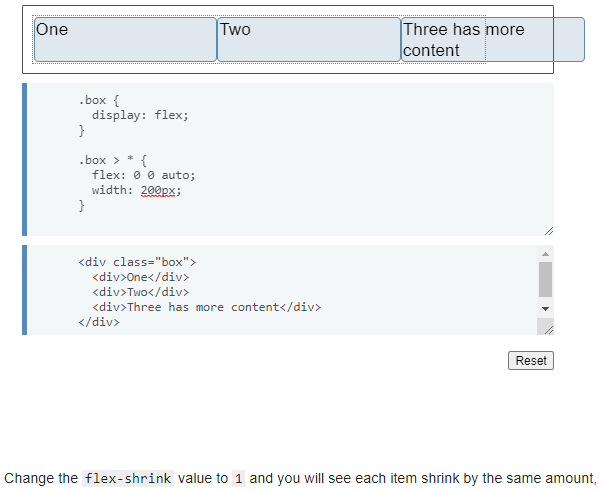 One Two Three has more
content
.box {
display: flex;
}
.box > * {
flex: 0 0 auto;
width: 200px;
}
<div class="box">
<div>One</div>
<div>Two</div>
<div>Three has more content</div>
</div>
Reset
Change the flex-shrink value to 1 and you will see each item shrink by the same amount,